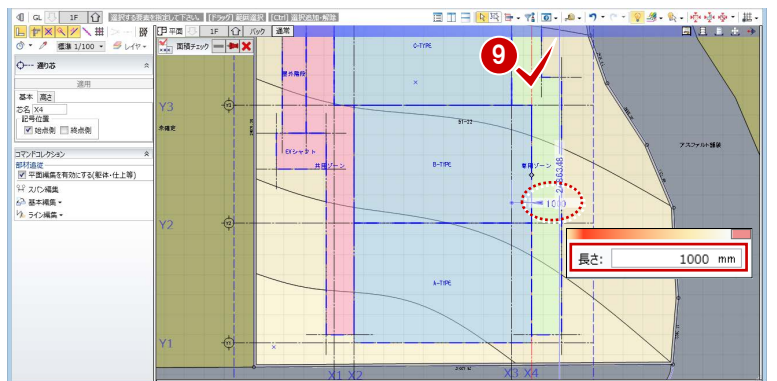 GL 1F 選択する要素を指定して下さい。 [ドラッグ]:範囲選択 [Ctrl]:選択追加・解除
平面 1F バック 通常
標準 1/100 レイヤー 面積チェック
通り芯
適用
基本 高さ
芯名 X4
記号位置
始点側 終点側
コマンドコレクション
部材追従
平面編集を有効にする(躯体・仕上等)
スパン編集
基本編集
ライン編集
C-TYPE
9
屋外階段
Y3
Y3
未確定
アスファルト舗装
EVシャフト
共用ゾーン
B-TYPE
専用ゾーン
1000
Y2
Y2
長さ: 1000 mm
A-TYPE
Y1
Y1
X1 X2 X3 X4